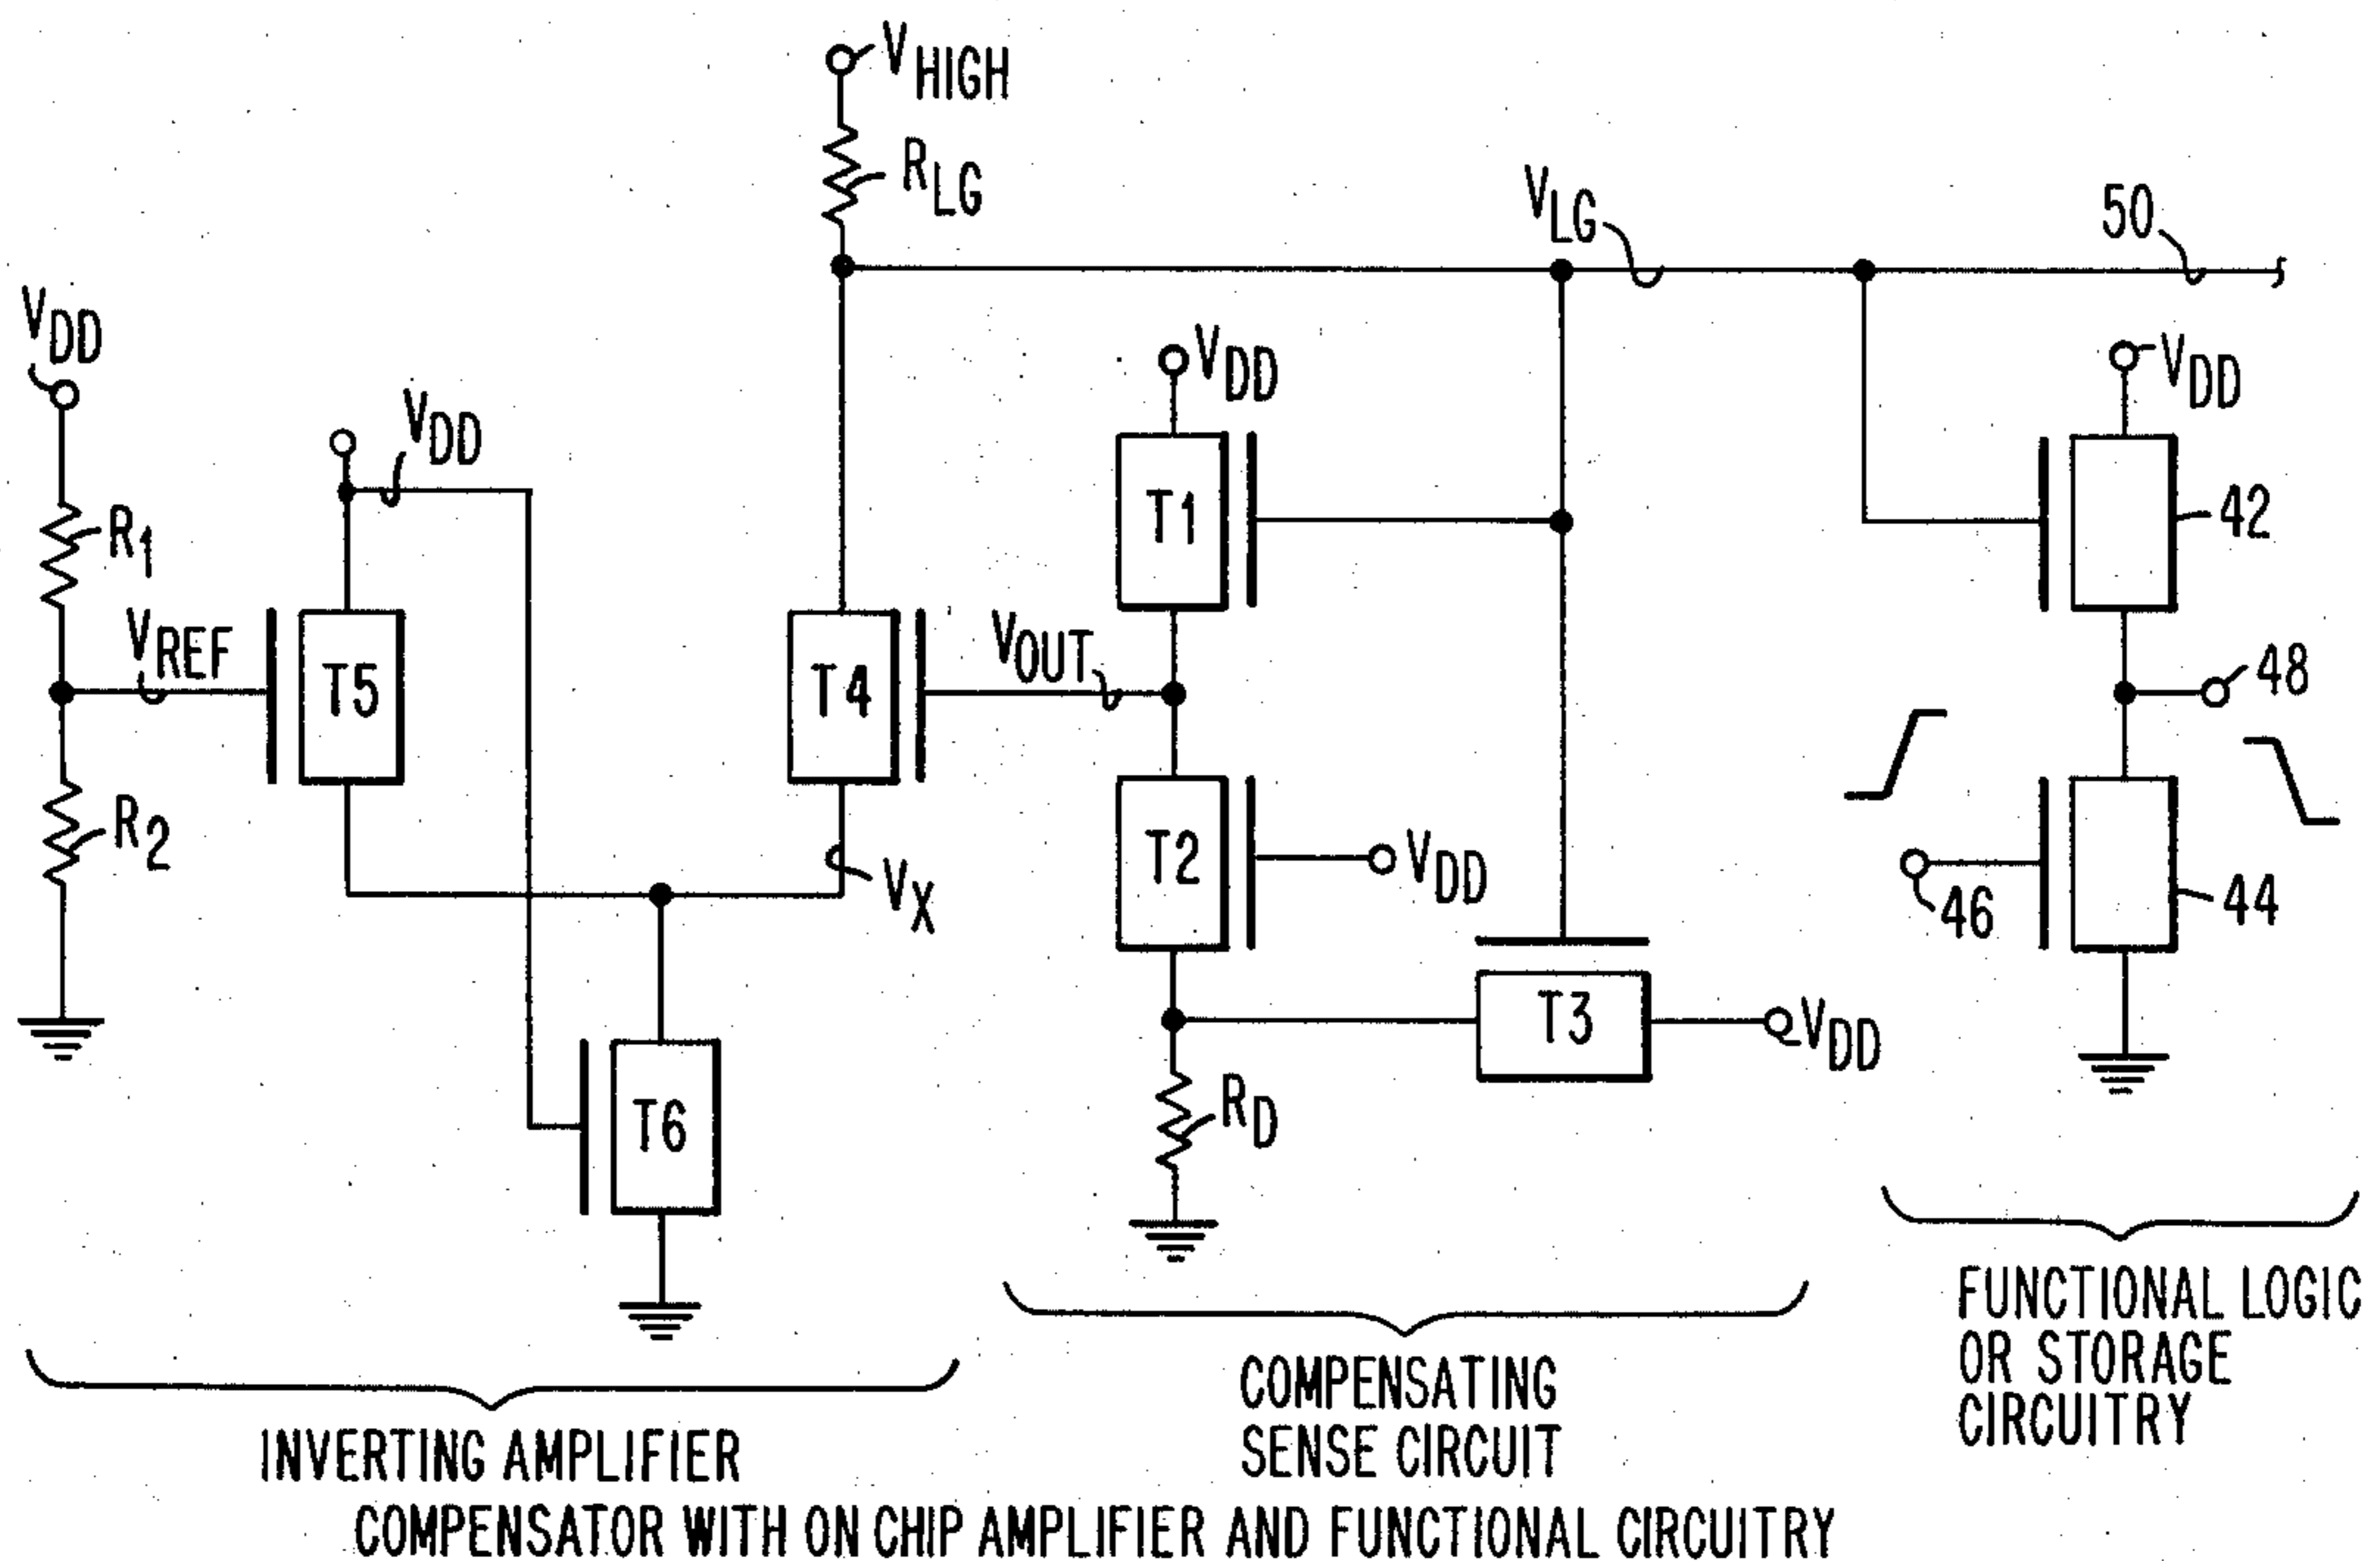 VHIGH
RLG
VLG
50
VDD
VDD
VDD
VDD
R1
T1
42
VREF
T5
T4
VOUT
48
R2
T2
VDD
VX
46
44
T3
VDD
RD
T6
FUNCTIONAL LOGIC
OR STORAGE
CIRCUITRY
COMPENSATING
SENSE CIRCUIT
INVERTING AMPLIFIER
COMPENSATOR WITH ON CHIP AMPLIFIER AND FUNCTIONAL CIRCUITRY